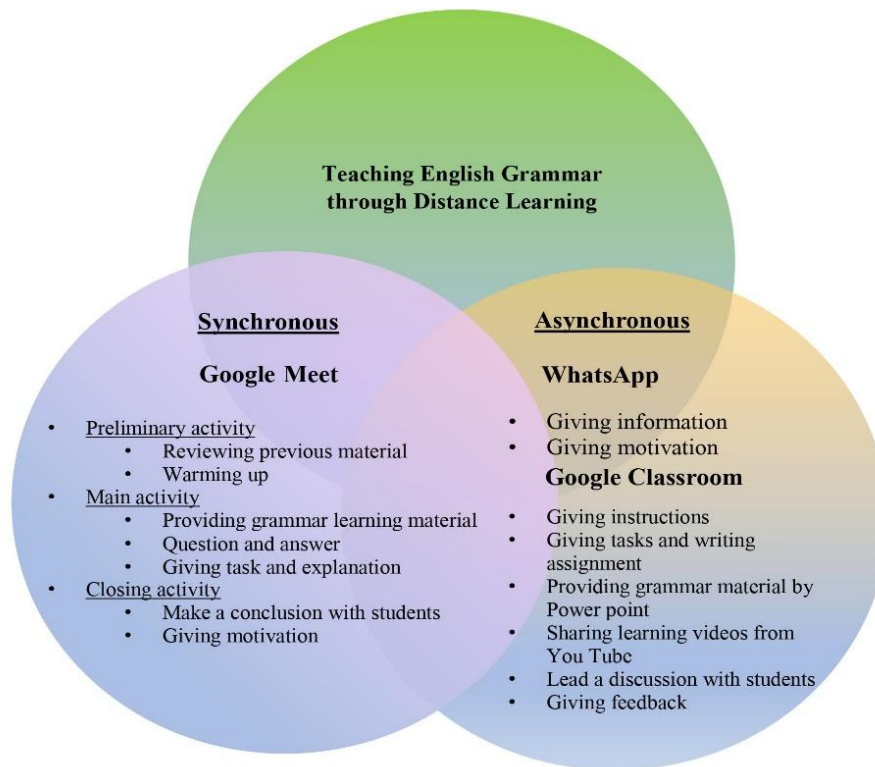 Teaching English Grammar
through Distance Learning
Synchronous
Google Meet
• Preliminary activity
• Reviewing previous material
• Warming up
• Main activity
• Providing grammar learning material
• Question and answer
• Giving task and explanation
• Closing activity
• Make a conclusion with students
• Giving motivation
Asynchronous
WhatsApp
• Giving information
• Giving motivation
Google Classroom
• Giving instructions
• Giving tasks and writing
assignment
• Providing grammar material by
Power point
• Sharing learning videos from
You Tube
• Lead a discussion with students
• Giving feedback